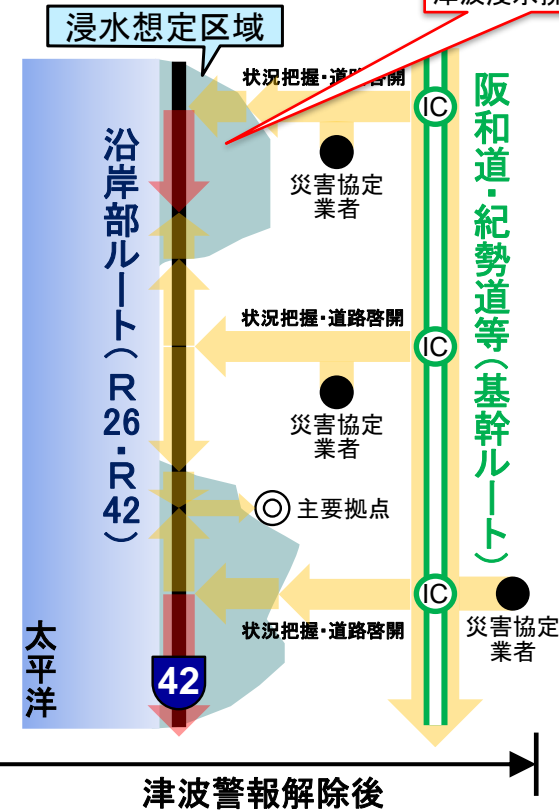 浸水想定区域
状況把握・道路啓開
IC
災害協定
業者
阪和道・紀勢道等（基幹ルート）
沿岸部ルート（R26・R42）
状況把握・道路啓開
IC
災害協定
業者
主要拠点
IC
状況把握・道路啓開
災害協定
業者
太平洋
42
津波警報解除後